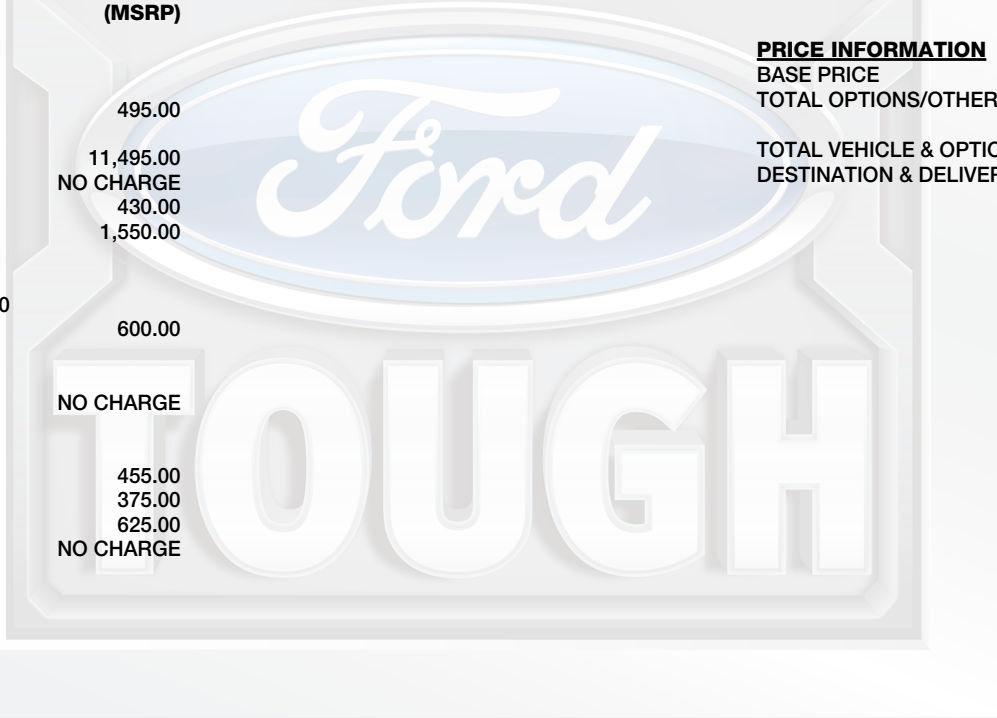 (MSRP)
495.00
11,495.00
NO CHARGE
430.00
1,550.00
0
600.00
NO CHARGE
455.00
375.00
625.00
NO CHARGE
PRICE INFORMATION
BASE PRICE
TOTAL OPTIONS/OTHER
TOTAL VEHICLE & OPTIO
DESTINATION & DELIVER
Ford
TOUGH